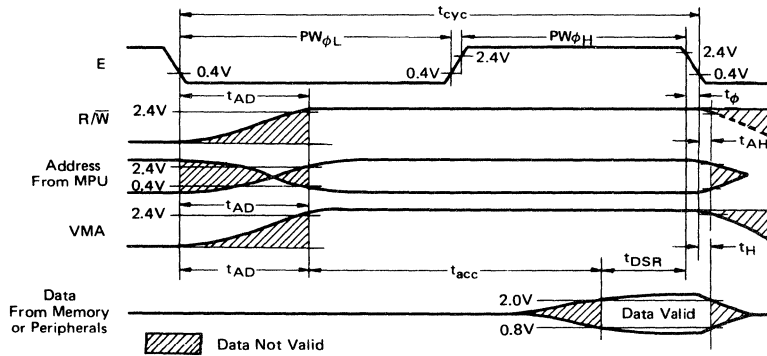 tcyc
PWϕL
PWϕH
E
0.4V
0.4V
2.4V
2.4V
0.4V
tAD
tϕ
R/W̅
2.4V
tAH
Address
From MPU
2.4V
0.4V
tAD
VMA
2.4V
tH
tAD
tacc
tDSR
Data
From Memory
or Peripherals
2.0V
0.8V
Data Valid
Data Not Valid